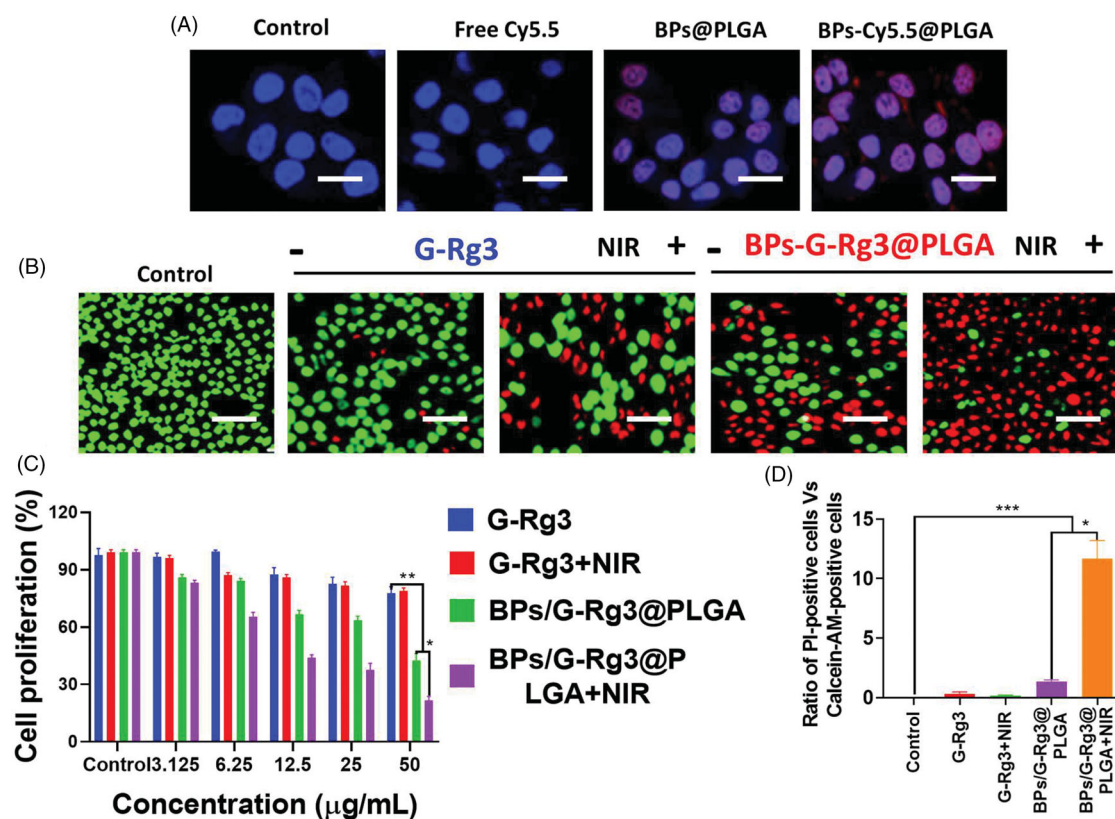 (A)
Control
Free Cy5.5
BPs@PLGA
BPs-Cy5.5@PLGA
(B)
Control
- G-Rg3 NIR +
- BPs-G-Rg3@PLGA NIR +
(C)
Cell proliferation (%)
120
90
60
30
0
**
*
Control 3.125 6.25 12.5 25 50
Concentration (μg/mL)
G-Rg3
G-Rg3+NIR
BPs/G-Rg3@PLGA
BPs/G-Rg3@P
LGA+NIR
(D)
Ratio of PI-positive cells Vs
Calcein-AM-positive cells
15
10
5
0
***
*
Control
G-Rg3
G-Rg3+NIR
BPs/G-Rg3@
PLGA
BPs/G-Rg3@
PLGA+NIR